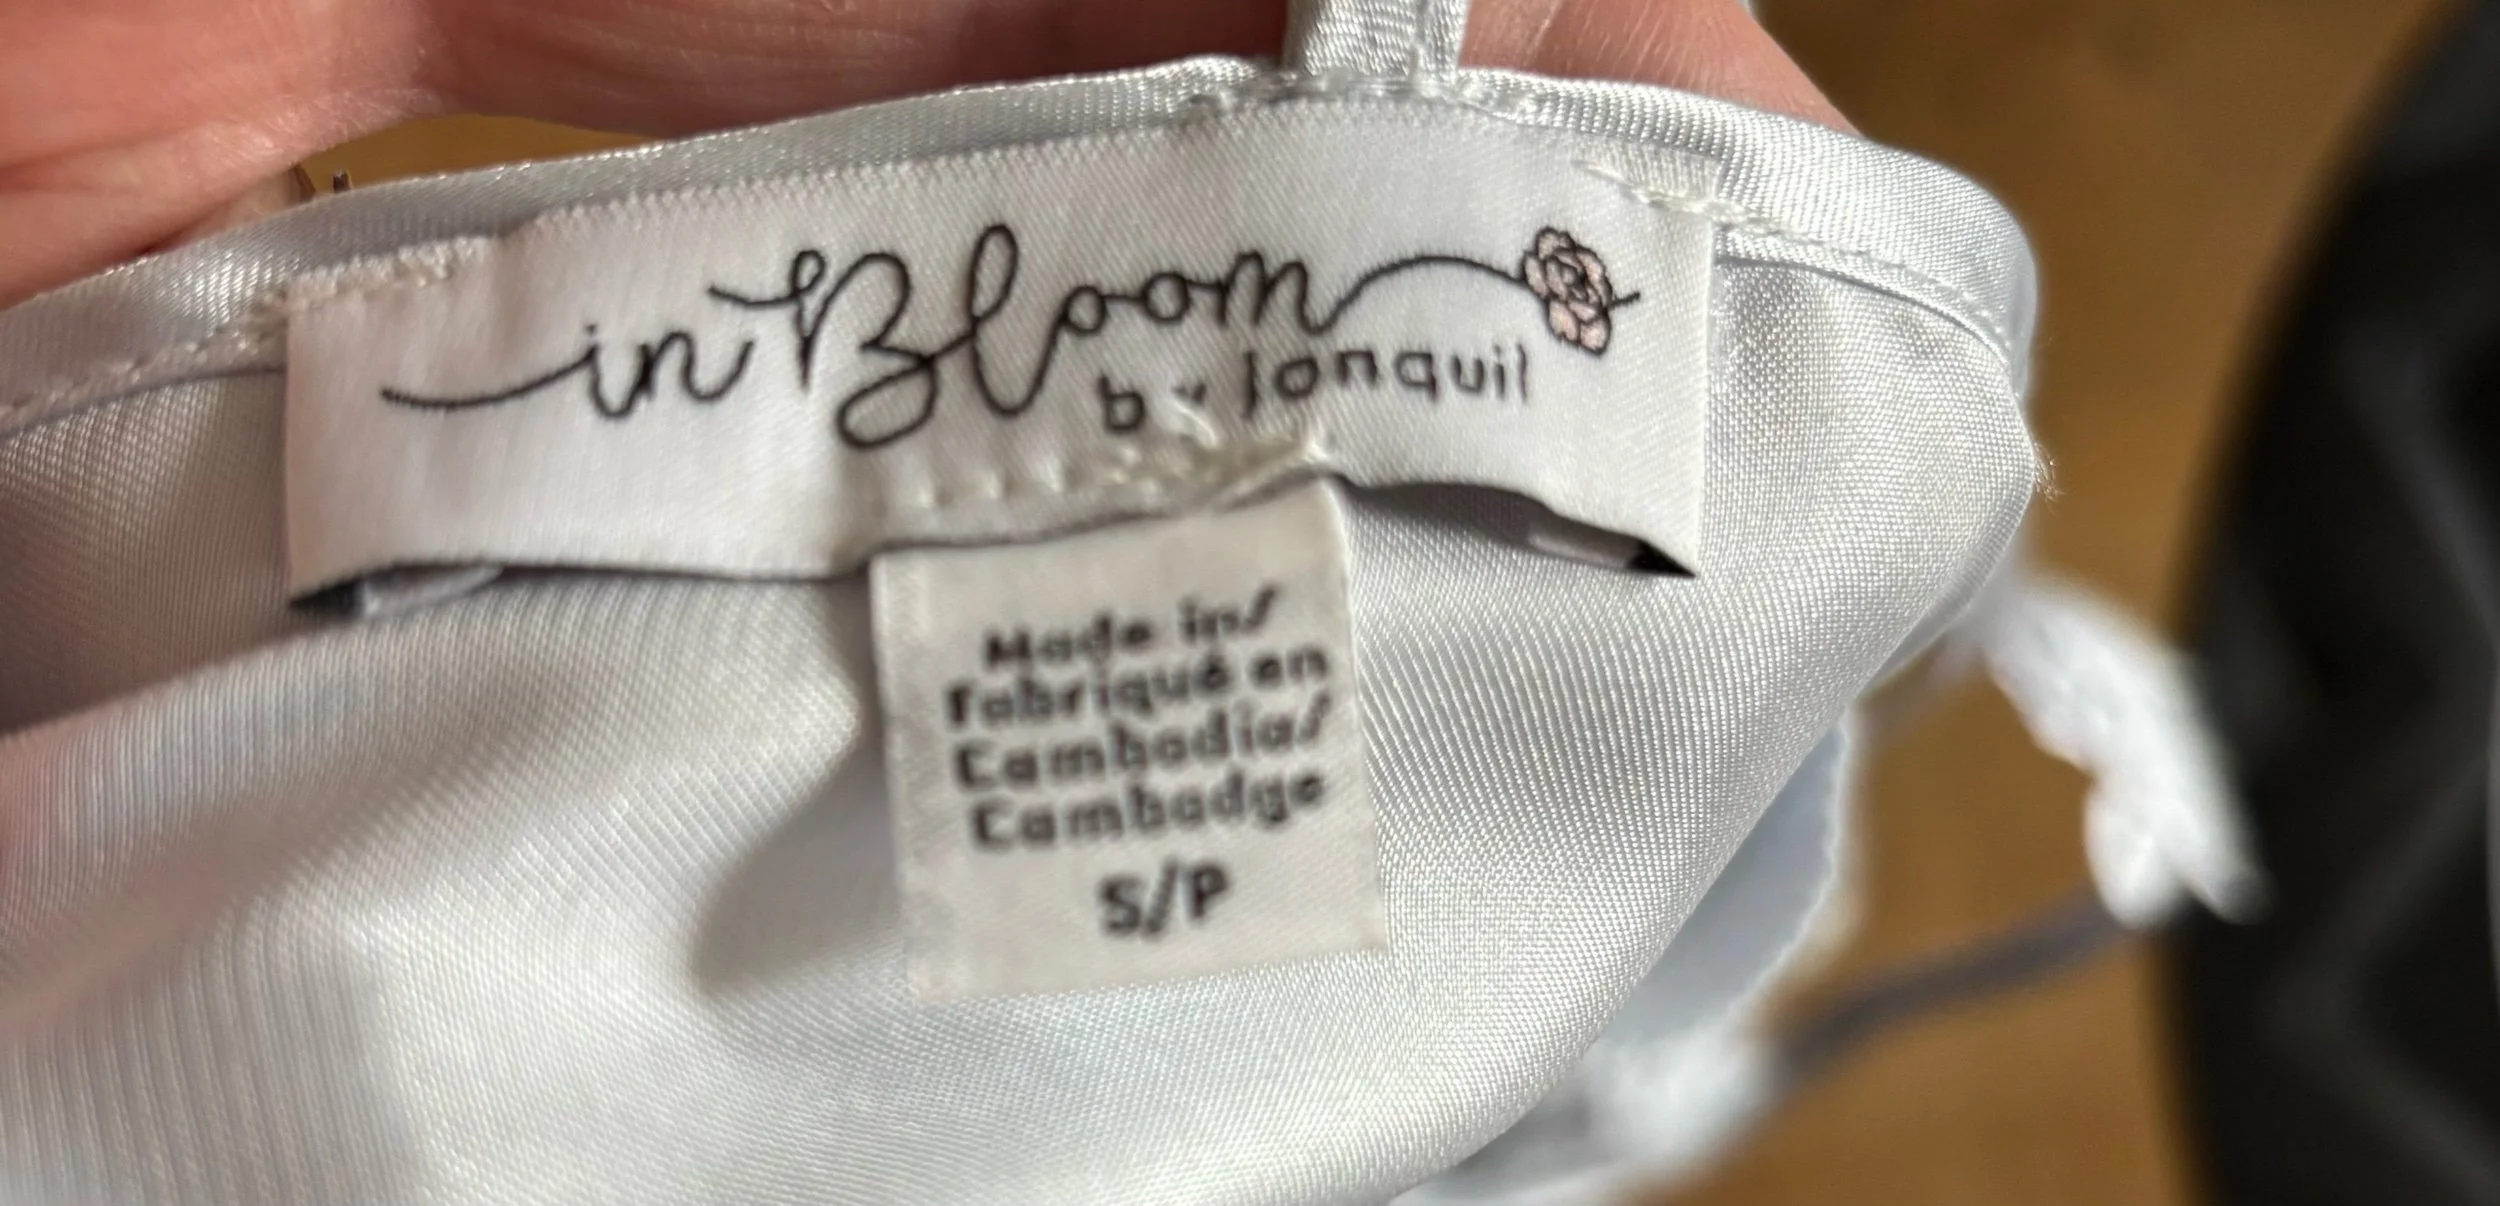 in Bloom
by Jonquil
Made in/
fabriqué en
Cambodia/
Cambodge
S/P